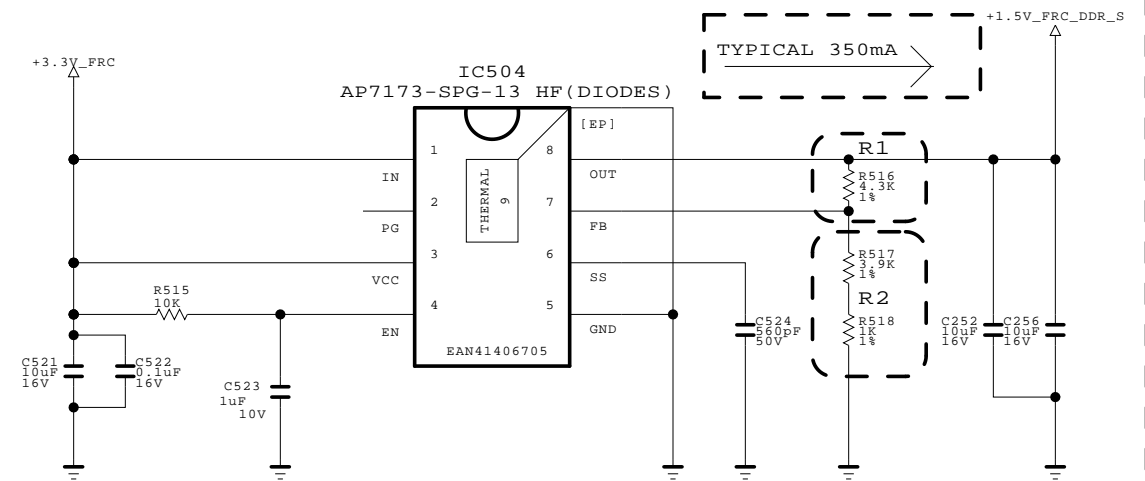 +1.5V_FRC_DDR_S
TYPICAL 350mA
+3.3V_FRC
IC504
AP7173-SPG-13 HF(DIODES)
[EP]
1
8
R1
IN
OUT
R516
4.3K
1%
THERMAL
9
2
7
PG
FB
3
6
R517
3.9K
1%
VCC
SS
R515
10K
R2
4
5
EN
GND
C524
560pF
50V
R518
1K
1%
C252
10uF
16V
C256
10uF
16V
EAN41406705
C521
10uF
16V
C522
0.1uF
16V
C523
1uF
10V